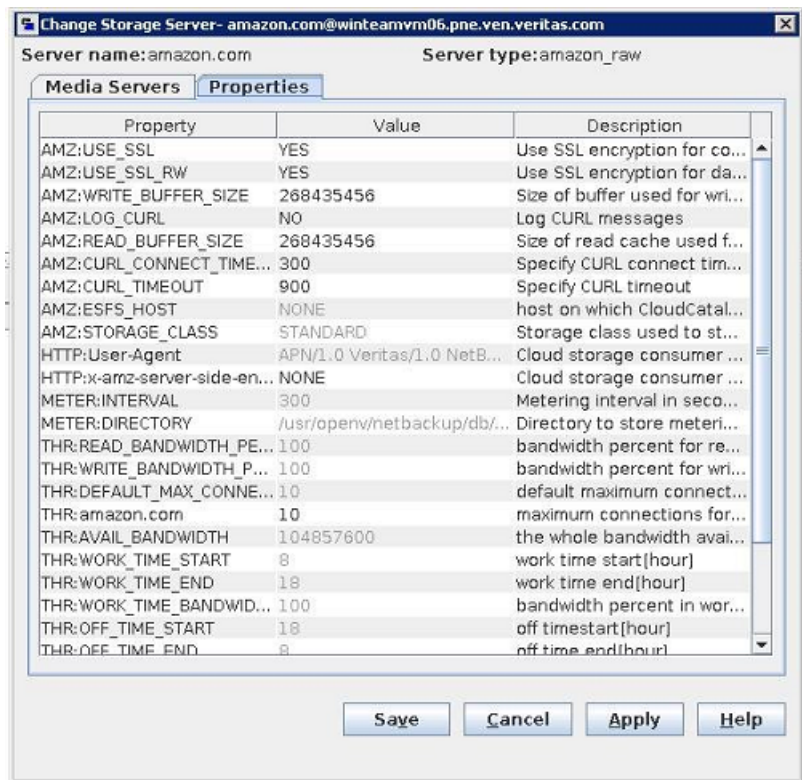 Change Storage Server- amazon.com@winteamvm06.pne.ven.veritas.com
Server name:amazon.com Server type:amazon_raw
Media Servers Properties
Property Value Description
AMZ:USE_SSL YES Use SSL encryption for co...
AMZ:USE_SSL_RW YES Use SSL encryption for da...
AMZ:WRITE_BUFFER_SIZE 268435456 Size of buffer used for wri...
AMZ:LOG_CURL NO Log CURL messages
AMZ:READ_BUFFER_SIZE 268435456 Size of read cache used f...
AMZ:CURL_CONNECT_TIME... 300 Specify CURL connect tim...
AMZ:CURL_TIMEOUT 900 Specify CURL timeout
AMZ:ESFS_HOST NONE host on which CloudCatal...
AMZ:STORAGE_CLASS STANDARD Storage class used to st...
HTTP:User-Agent APN/1.0 Veritas/1.0 NetB... Cloud storage consumer ...
HTTP:x-amz-server-side-en... NONE Cloud storage consumer ...
METER:INTERVAL 300 Metering interval in seco...
METER:DIRECTORY /usr/openv/netbackup/db/... Directory to store meteri...
THR:READ_BANDWIDTH_PE... 100 bandwidth percent for re...
THR:WRITE_BANDWIDTH_P... 100 bandwidth percent for wri...
THR:DEFAULT_MAX_CONNE... 10 default maximum connect...
THR:amazon.com 10 maximum connections for...
THR:AVAIL_BANDWIDTH 104857600 the whole bandwidth avai...
THR:WORK_TIME_START 8 work time start[hour]
THR:WORK_TIME_END 18 work time end[hour]
THR:WORK_TIME_BANDWID... 100 bandwidth percent in wor...
THR:OFF_TIME_START 18 off timestart[hour]
THR:OFF_TIME_END 8 off time end[hour]
Save Cancel Apply Help